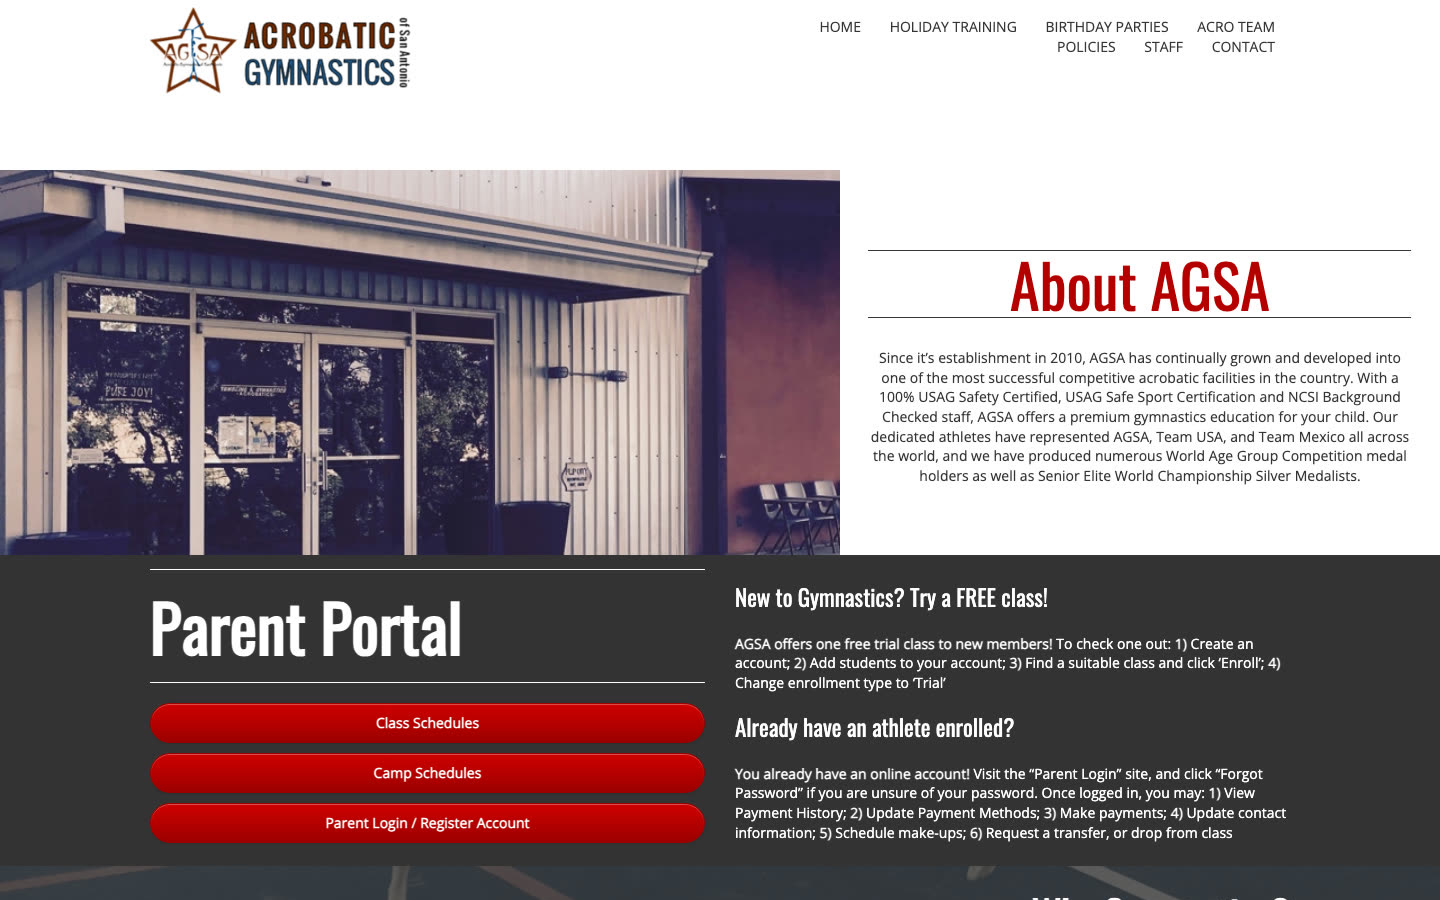 AGSA
ACROBATIC
GYMNASTICS
of San Antonio
HOME HOLIDAY TRAINING BIRTHDAY PARTIES ACRO TEAM
POLICIES STAFF CONTACT
PURE JOY!
About AGSA
Since it’s establishment in 2010, AGSA has continually grown and developed into
one of the most successful competitive acrobatic facilities in the country. With a
100% USAG Safety Certified, USAG Safe Sport Certification and NCSI Background
Checked staff, AGSA offers a premium gymnastics education for your child. Our
dedicated athletes have represented AGSA, Team USA, and Team Mexico all across
the world, and we have produced numerous World Age Group Competition medal
holders as well as Senior Elite World Championship Silver Medalists.
Parent Portal
Class Schedules
Camp Schedules
Parent Login / Register Account
New to Gymnastics? Try a FREE class!
AGSA offers one free trial class to new members! To check one out: 1) Create an
account; 2) Add students to your account; 3) Find a suitable class and click ‘Enroll’; 4)
Change enrollment type to ‘Trial’
Already have an athlete enrolled?
You already have an online account! Visit the “Parent Login” site, and click “Forgot
Password” if you are unsure of your password. Once logged in, you may: 1) View
Payment History; 2) Update Payment Methods; 3) Make payments; 4) Update contact
information; 5) Schedule make-ups; 6) Request a transfer, or drop from class